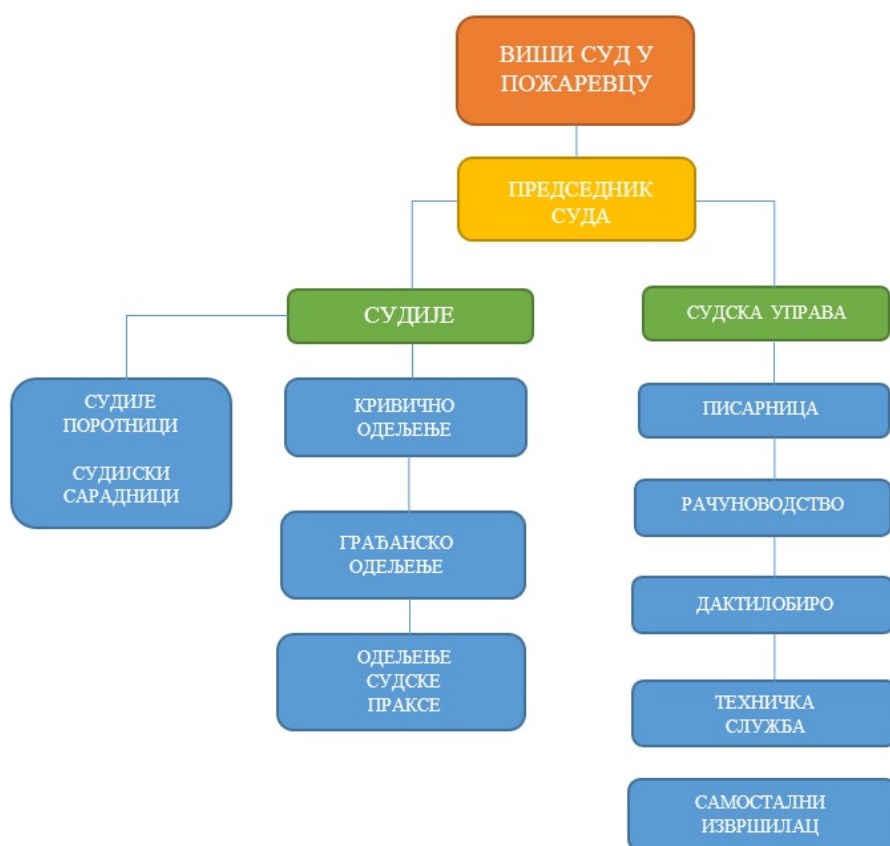 ВИШИ СУД У
ПОЖАРЕВЦУ
ПРЕДСЕДНИК
СУДА
СУДИЈЕ
СУДСКА УПРАВА
СУДИЈЕ
ПОРОТНИЦИ
СУДИЈСКИ
САРАДНИЦИ
КРИВИЧНО
ОДЕЉЕЊЕ
ГРАЂАНСКО
ОДЕЉЕЊЕ
ОДЕЉЕЊЕ
СУДСКЕ
ПРАКСЕ
ПИСАРНИЦА
РАЧУНОВОДСТВО
ДАКТИЛОБИРО
ТЕХНИЧКА
СЛУЖБА
САМОСТАЛНИ
ИЗВРШИЛАЦ